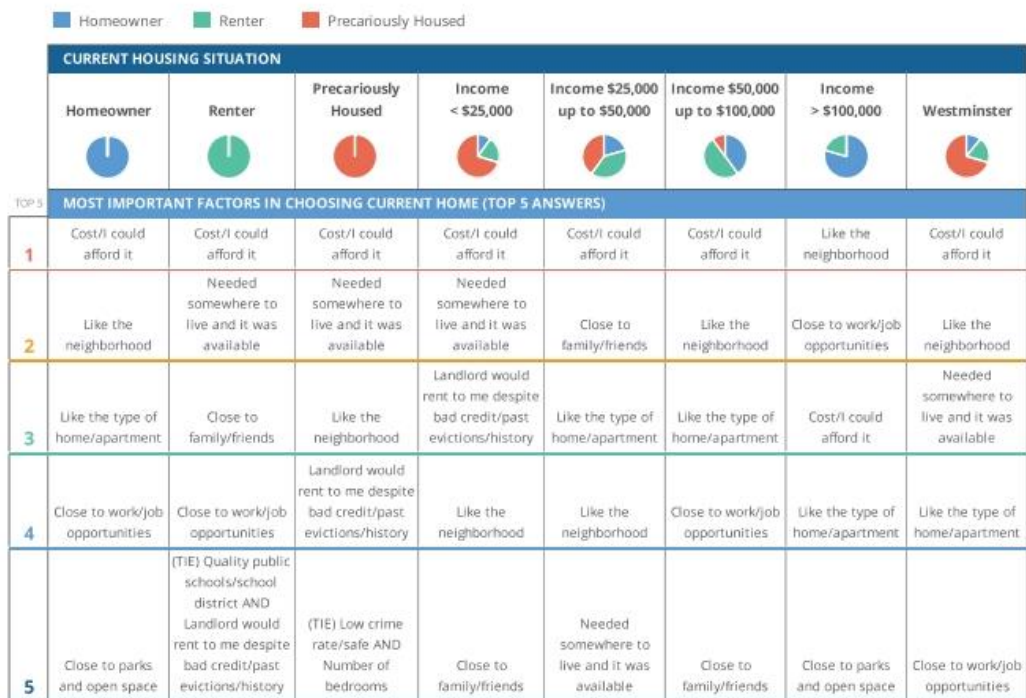 Homeowner Renter Precariously Housed
CURRENT HOUSING SITUATION
Homeowner
Renter
Precariously
Housed
Income
< $25,000
Income $25,000
up to $50,000
Income $50,000
up to $100,000
Income
> $100,000
Westminster
TOP 5
MOST IMPORTANT FACTORS IN CHOOSING CURRENT HOME (TOP 5 ANSWERS)
1
Cost/I could
afford it
Cost/I could
afford it
Cost/I could
afford it
Cost/I could
afford it
Cost/I could
afford it
Cost/I could
afford it
Like the
neighborhood
Cost/I could
afford it
2
Like the
neighborhood
Needed
somewhere to
live and it was
available
Needed
somewhere to
live and it was
available
Needed
somewhere to
live and it was
available
Close to
family/friends
Like the
neighborhood
Close to work/job
opportunities
Like the
neighborhood
3
Like the type of
home/apartment
Close to
family/friends
Like the
neighborhood
Landlord would
rent to me despite
bad credit/past
evictions/history
Like the type of
home/apartment
Like the type of
home/apartment
Cost/I could
afford it
Needed
somewhere to
live and it was
available
4
Close to work/job
opportunities
Close to work/job
opportunities
Landlord would
rent to me despite
bad credit/past
evictions/history
Like the
neighborhood
Like the
neighborhood
Close to work/job
opportunities
Like the type of
home/apartment
Like the type of
home/apartment
5
Close to parks
and open space
(TIE) Quality public
schools/school
district AND
Landlord would
rent to me despite
bad credit/past
evictions/history
(TIE) Low crime
rate/safe AND
Number of
bedrooms
Close to
family/friends
Needed
somewhere to
live and it was
available
Close to
family/friends
Close to parks
and open space
Close to work/job
opportunities